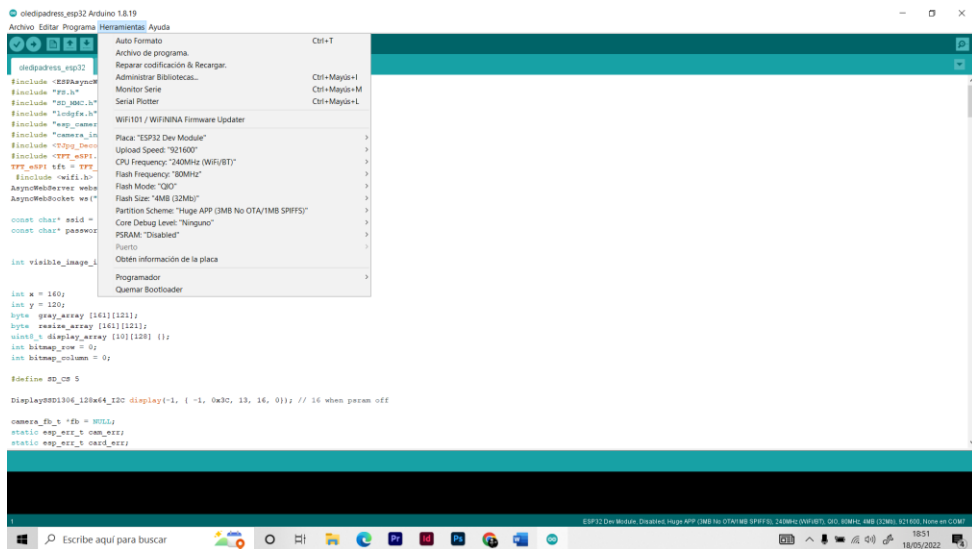 oledipadress_esp32 Arduino 1.8.19
Archivo Editar Programa Herramientas Ayuda
oledipadress_esp32
Auto Formato Ctrl+T
Archivo de programa.
Reparar codificación & Recargar.
Administrar Bibliotecas... Ctrl+Mayús+I
Monitor Serie Ctrl+Mayús+M
Serial Plotter Ctrl+Mayús+L
WiFi101 / WiFiNINA Firmware Updater
Placa: "ESP32 Dev Module"
Upload Speed: "921600"
CPU Frequency: "240MHz (WiFi/BT)"
Flash Frequency: "80MHz"
Flash Mode: "QIO"
Flash Size: "4MB (32Mb)"
Partition Scheme: "Huge APP (3MB No OTA/1MB SPIFFS)"
Core Debug Level: "Ninguno"
PSRAM: "Disabled"
Puerto
Obtén información de la placa
Programador
Quemar Bootloader
#include <ESPAsyncW
#include "FS.h"
#include "SD_MMC.h"
#include "lcdgfx.h"
#include "esp_camer
#include "camera_in
#include <TJpg_Deco
#include <TFT_eSPI.
TFT_eSPI tft = TFT_
#include <wifi.h>
AsyncWebServer webs
AsyncWebSocket ws("
const char* ssid =
const char* passwor
int visible_image_i
int x = 160;
int y = 120;
byte gray_array [161][121];
byte resize_array [161][121];
uint8_t display_array [10][128] {};
int bitmap_row = 0;
int bitmap_column = 0;
#define SD_CS 5
DisplaySSD1306_128x64_I2C display(-1, { -1, 0x3C, 13, 16, 0}); // 16 when psram off
camera_fb_t *fb = NULL;
static esp_err_t cam_err;
static esp_err_t card_err;
1
ESP32 Dev Module, Disabled, Huge APP (3MB No OTA/1MB SPIFFS), 240MHz (WiFi/BT), QIO, 80MHz, 4MB (32Mb), 921600, None en COM7
Escribe aquí para buscar
Pr
Id
Ps
18:51
18/05/2022